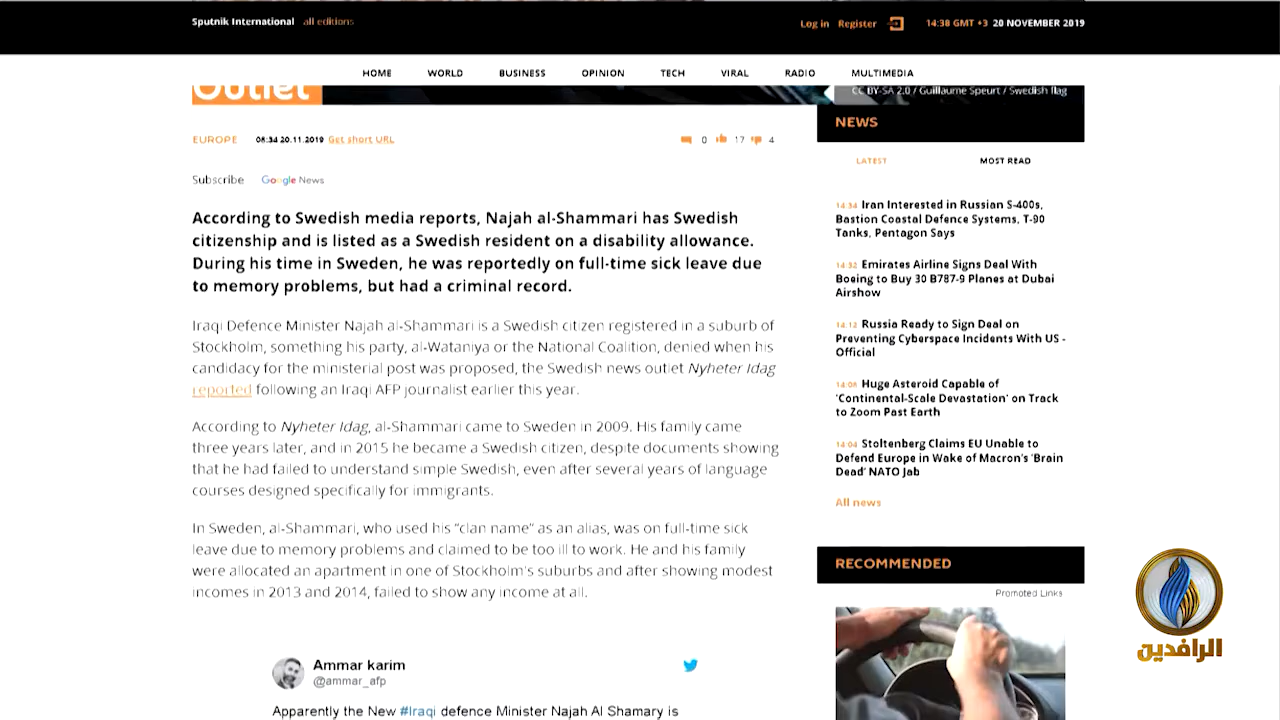 Sputnik International all editions
Log in Register 14:38 GMT +3 20 NOVEMBER 2019
HOME WORLD BUSINESS OPINION TECH VIRAL RADIO MULTIMEDIA
Outlet
CC BY-SA 2.0 / Guillaume Speurt / Swedish flag
EUROPE 08:34 20.11.2019 Get short URL
0 17 4
Subscribe Google News
According to Swedish media reports, Najah al-Shammari has Swedish
citizenship and is listed as a Swedish resident on a disability allowance.
During his time in Sweden, he was reportedly on full-time sick leave due
to memory problems, but had a criminal record.
Iraqi Defence Minister Najah al-Shammari is a Swedish citizen registered in a suburb of
Stockholm, something his party, al-Wataniya or the National Coalition, denied when his
candidacy for the ministerial post was proposed, the Swedish news outlet Nyheter Idag
reported following an Iraqi AFP journalist earlier this year.
According to Nyheter Idag, al-Shammari came to Sweden in 2009. His family came
three years later, and in 2015 he became a Swedish citizen, despite documents showing
that he had failed to understand simple Swedish, even after several years of language
courses designed specifically for immigrants.
In Sweden, al-Shammari, who used his “clan name” as an alias, was on full-time sick
leave due to memory problems and claimed to be too ill to work. He and his family
were allocated an apartment in one of Stockholm's suburbs and after showing modest
incomes in 2013 and 2014, failed to show any income at all.
Ammar karim
@ammar_afp
Apparently the New #Iraqi defence Minister Najah Al Shamary is
NEWS
LATEST MOST READ
14:34 Iran Interested in Russian S-400s,
Bastion Coastal Defence Systems, T-90
Tanks, Pentagon Says
14:32 Emirates Airline Signs Deal With
Boeing to Buy 30 B787-9 Planes at Dubai
Airshow
14:12 Russia Ready to Sign Deal on
Preventing Cyberspace Incidents With US -
Official
14:08 Huge Asteroid Capable of
'Continental-Scale Devastation' on Track
to Zoom Past Earth
14:04 Stoltenberg Claims EU Unable to
Defend Europe in Wake of Macron's 'Brain
Dead' NATO Jab
All news
RECOMMENDED
Promoted Links
الرافدين